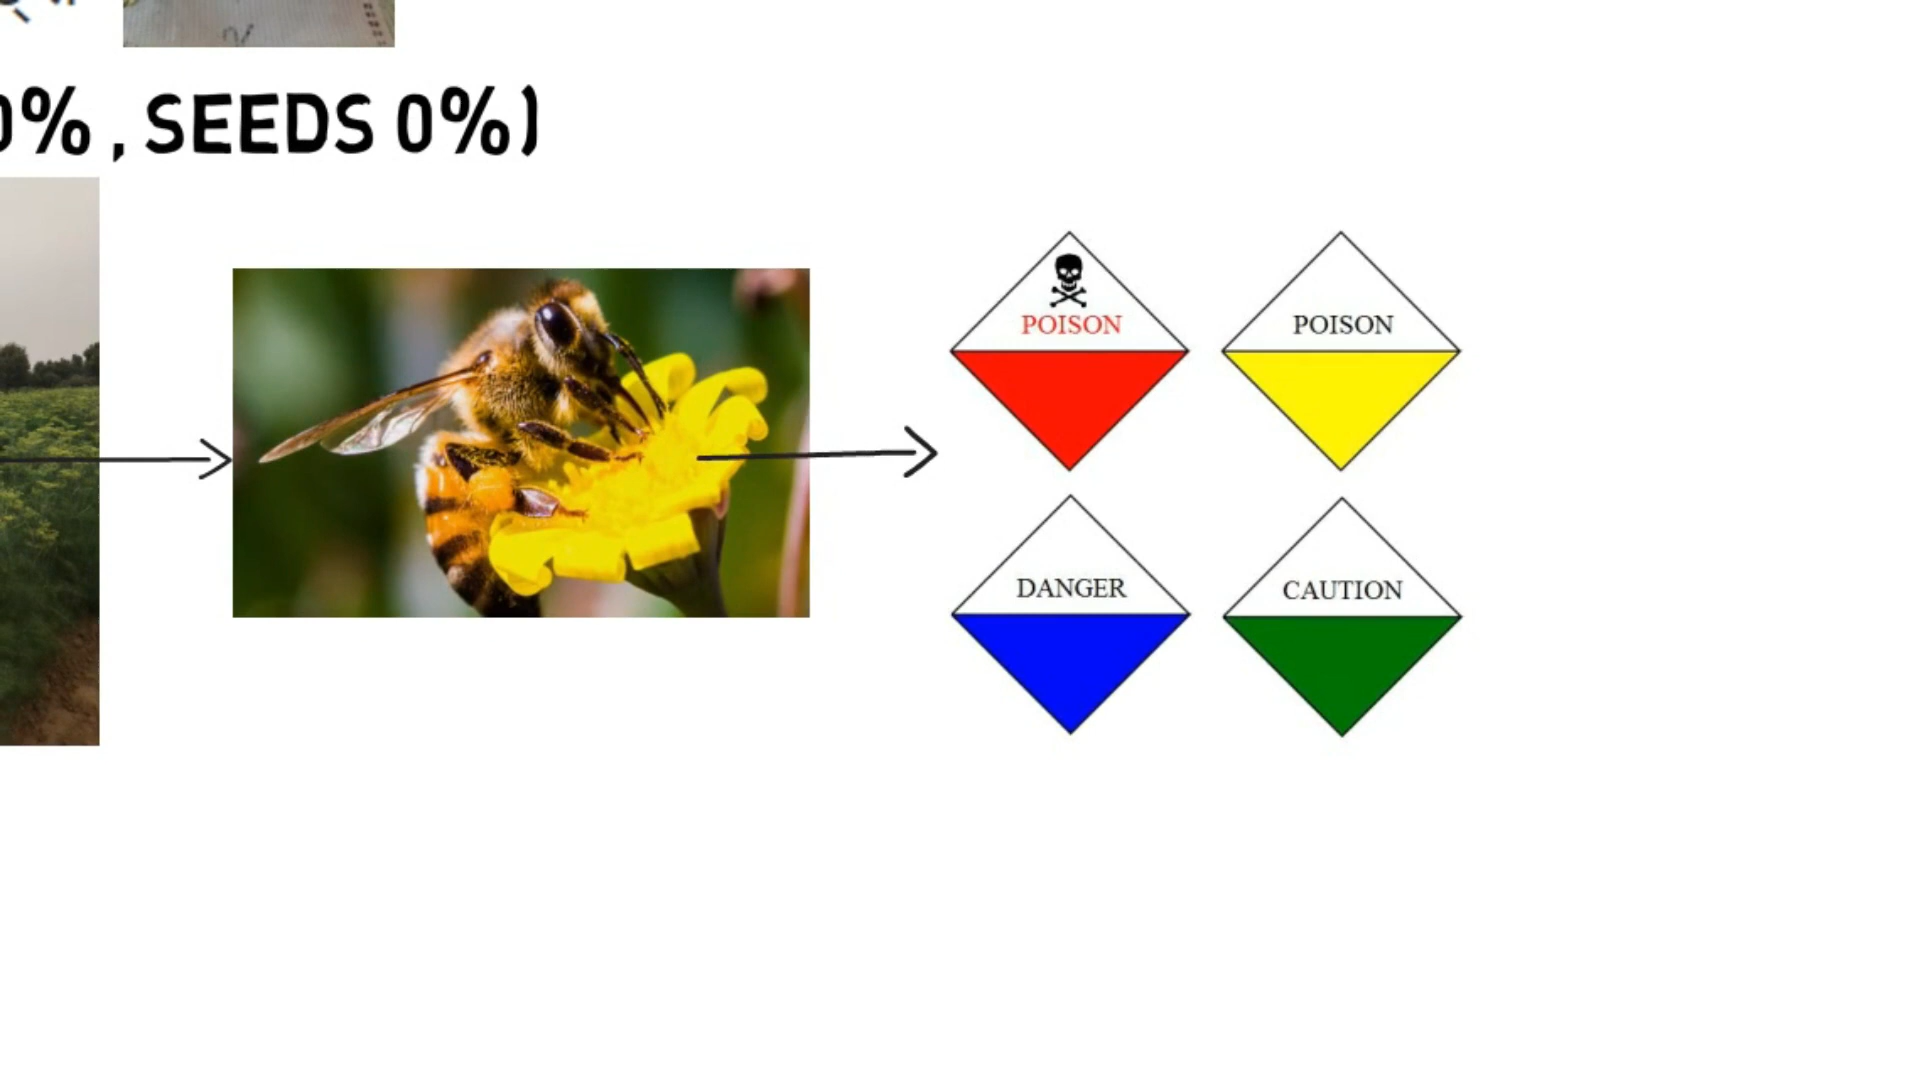 0% , SEEDS 0%)
POISON
POISON
DANGER
CAUTION